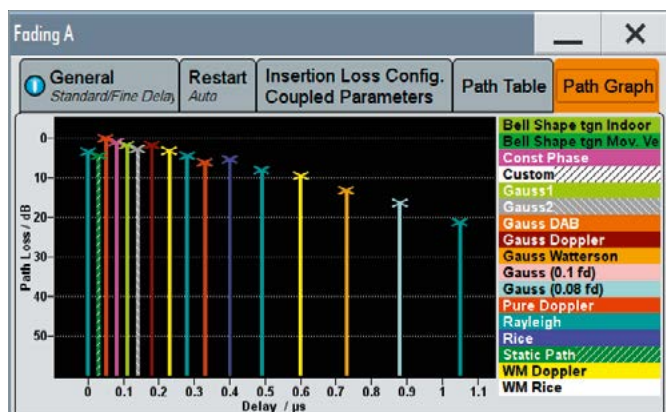 Fading A
General
Standard/Fine Delay
Restart
Auto
Insertion Loss Config.
Coupled Parameters
Path Table
Path Graph
Path Loss / dB
0
10
20
30
40
50
0 0.1 0.2 0.3 0.4 0.5 0.6 0.7 0.8 0.9 1 1.1
Delay / µs
Bell Shape tgn Indoor
Bell Shape tgn Mov. Ve
Const Phase
Custom
Gauss1
Gauss2
Gauss DAB
Gauss Doppler
Gauss Watterson
Gauss (0.1 fd)
Gauss (0.08 fd)
Pure Doppler
Rayleigh
Rice
Static Path
WM Doppler
WM Rice